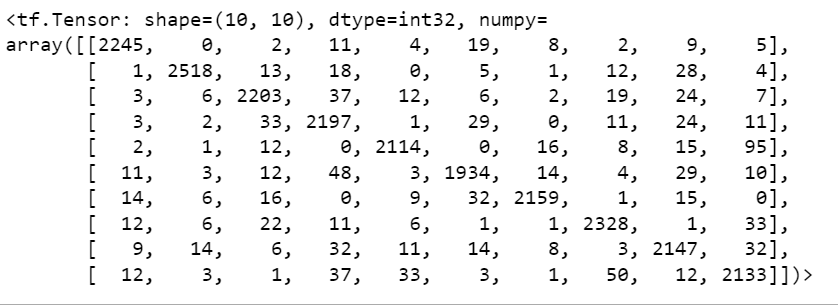 <tf.Tensor: shape=(10, 10), dtype=int32, numpy=
array([[2245,    0,    2,   11,    4,   19,    8,    2,    9,    5],
       [   1, 2518,   13,   18,    0,    5,    1,   12,   28,    4],
       [   3,    6, 2203,   37,   12,    6,    2,   19,   24,    7],
       [   3,    2,   33, 2197,    1,   29,    0,   11,   24,   11],
       [   2,    1,   12,    0, 2114,    0,   16,    8,   15,   95],
       [  11,    3,   12,   48,    3, 1934,   14,    4,   29,   10],
       [  14,    6,   16,    0,    9,   32, 2159,    1,   15,    0],
       [  12,    6,   22,   11,    6,    1,    1, 2328,    1,   33],
       [   9,   14,    6,   32,   11,   14,    8,    3, 2147,   32],
       [  12,    3,    1,   37,   33,    3,    1,   50,   12, 2133]])>